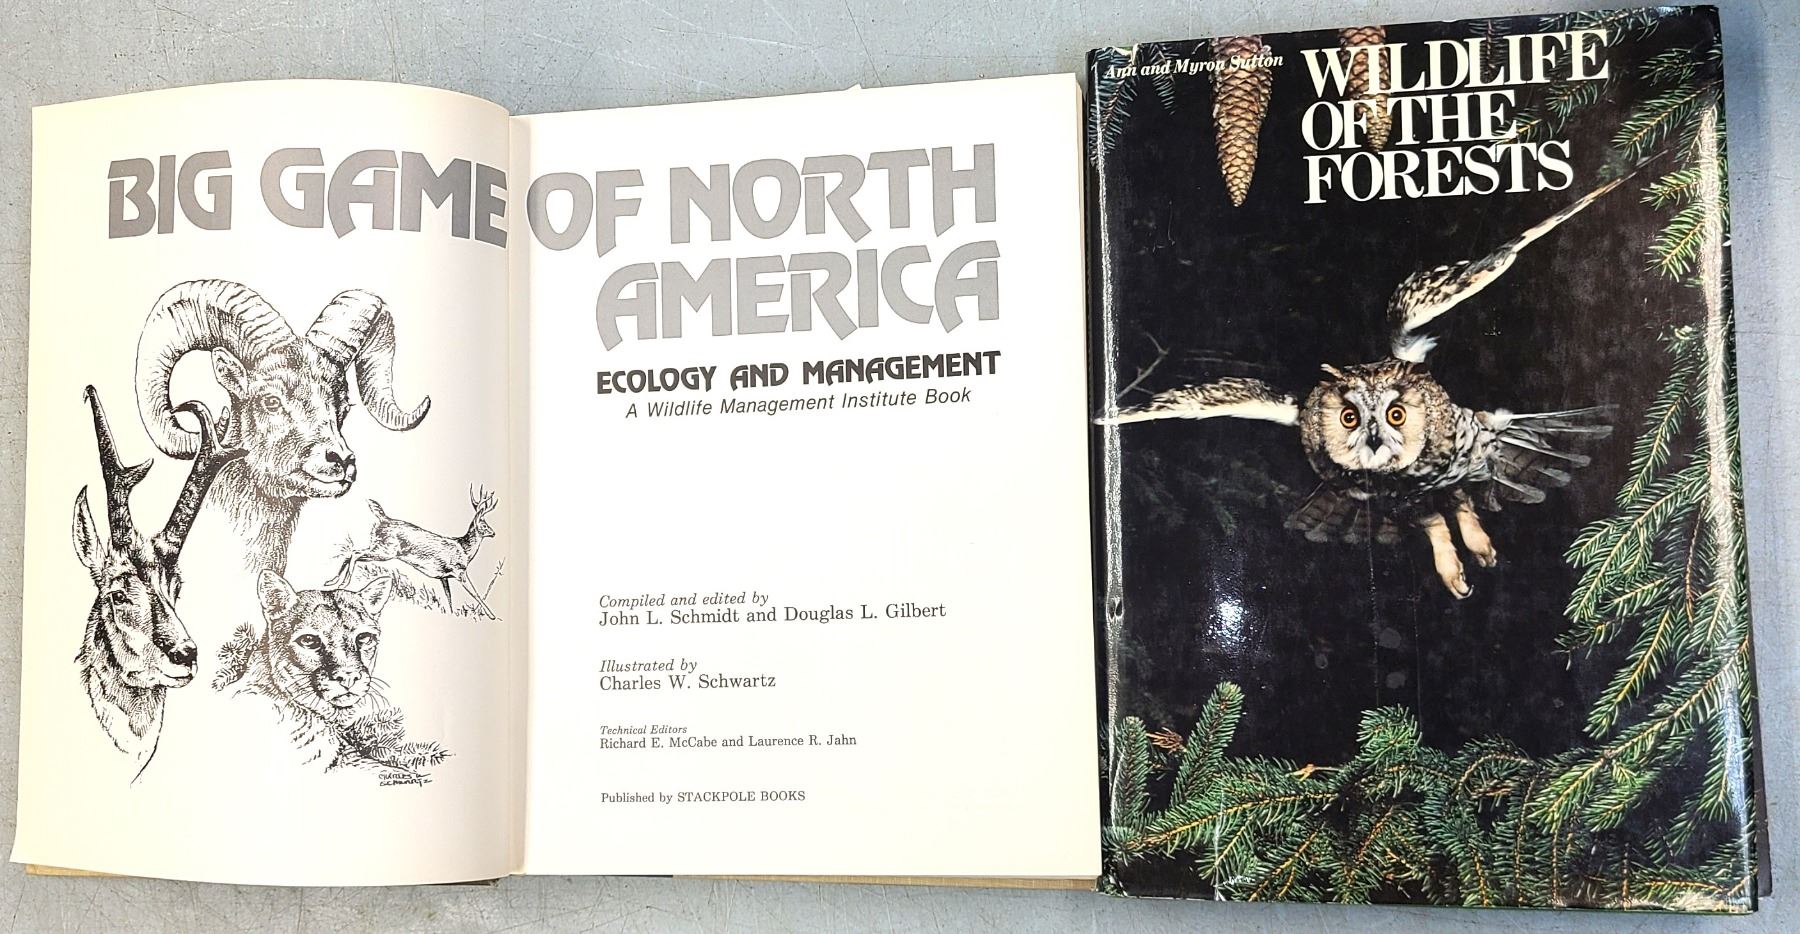 BIG GAME OF NORTH
AMERICA
ECOLOGY AND MANAGEMENT
A Wildlife Management Institute Book
Compiled and edited by
John L. Schmidt and Douglas L. Gilbert
Illustrated by
Charles W. Schwartz
Technical Editors
Richard E. McCabe and Laurence R. Jahn
Published by STACKPOLE BOOKS
CHARLES W.
SCHWARTZ
Ann and Myron Sutton
WILDLIFE
OF THE
FORESTS